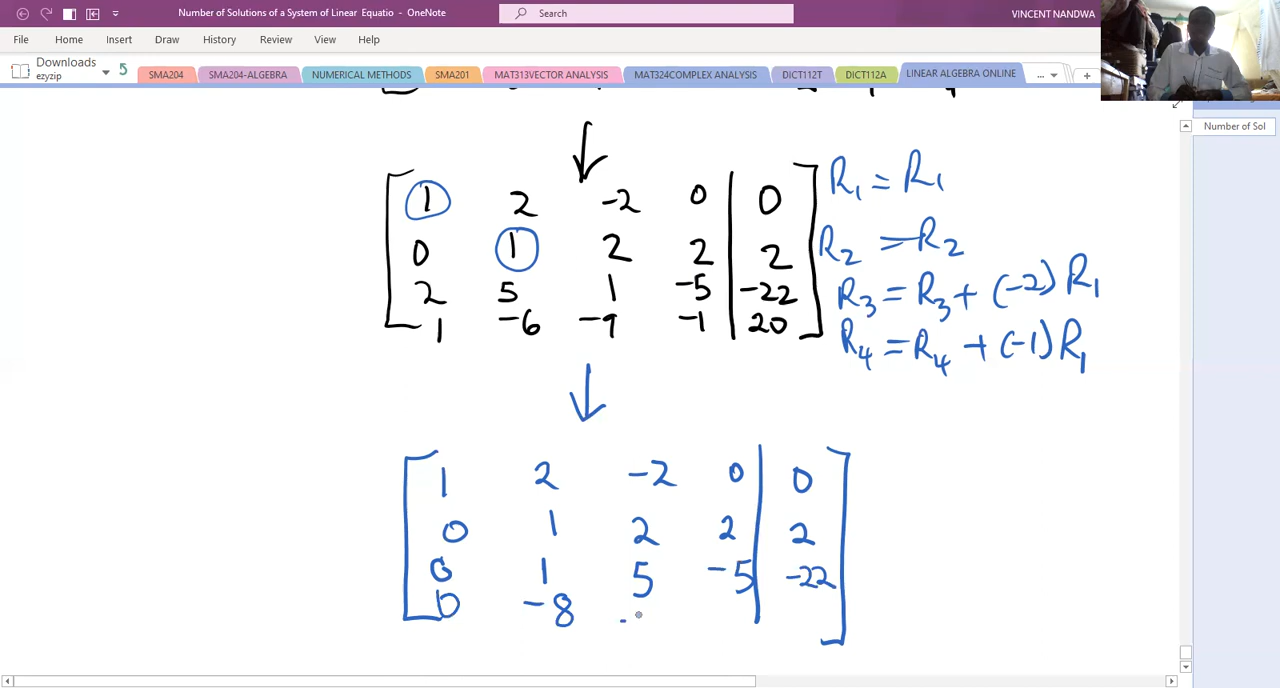 Number of Solutions of a System of Linear Equatio - OneNote
Search
VINCENT NANDWA
File Home Insert Draw History Review View Help
Downloads
ezyzip
SMA204 SMA204-ALGEBRA NUMERICAL METHODS SMA201 MAT313VECTOR ANALYSIS MAT324COMPLEX ANALYSIS DICT112T DICT112A LINEAR ALGEBRA ONLINE ... +
Number of Sol
1 2 -2 0 | 0 R₁ = R₁
0 1 2 2 | 2 R₂ = R₂
2 5 1 -5 | -22 R₃ = R₃ + (-2) R₁
1 -6 -9 -1 | 20 R₄ = R₄ + (-1) R₁
1 2 -2 0 | 0
0 1 2 2 | 2
0 1 5 -5 | -22
0 -8